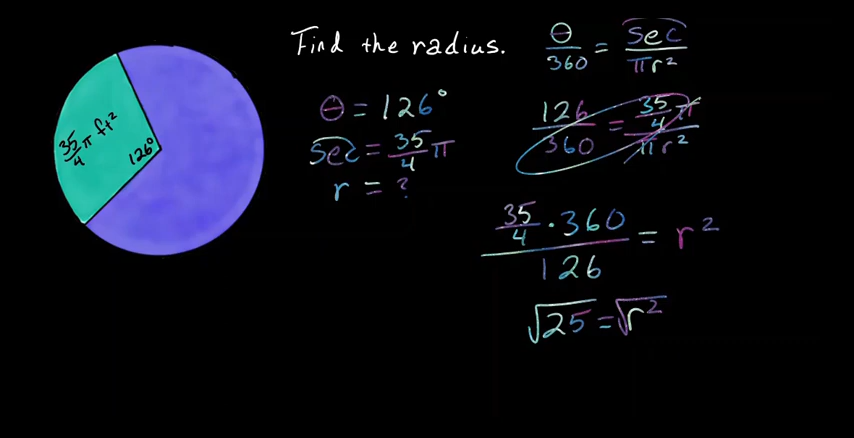 Find the radius.
θ/360 = sec/πr²
35/4 π ft²
126°
θ = 126°
sec = 35/4 π
r = ?
126/360 = 35/4 π/πr²
35/4 · 360/126 = r²
√25 = √r²